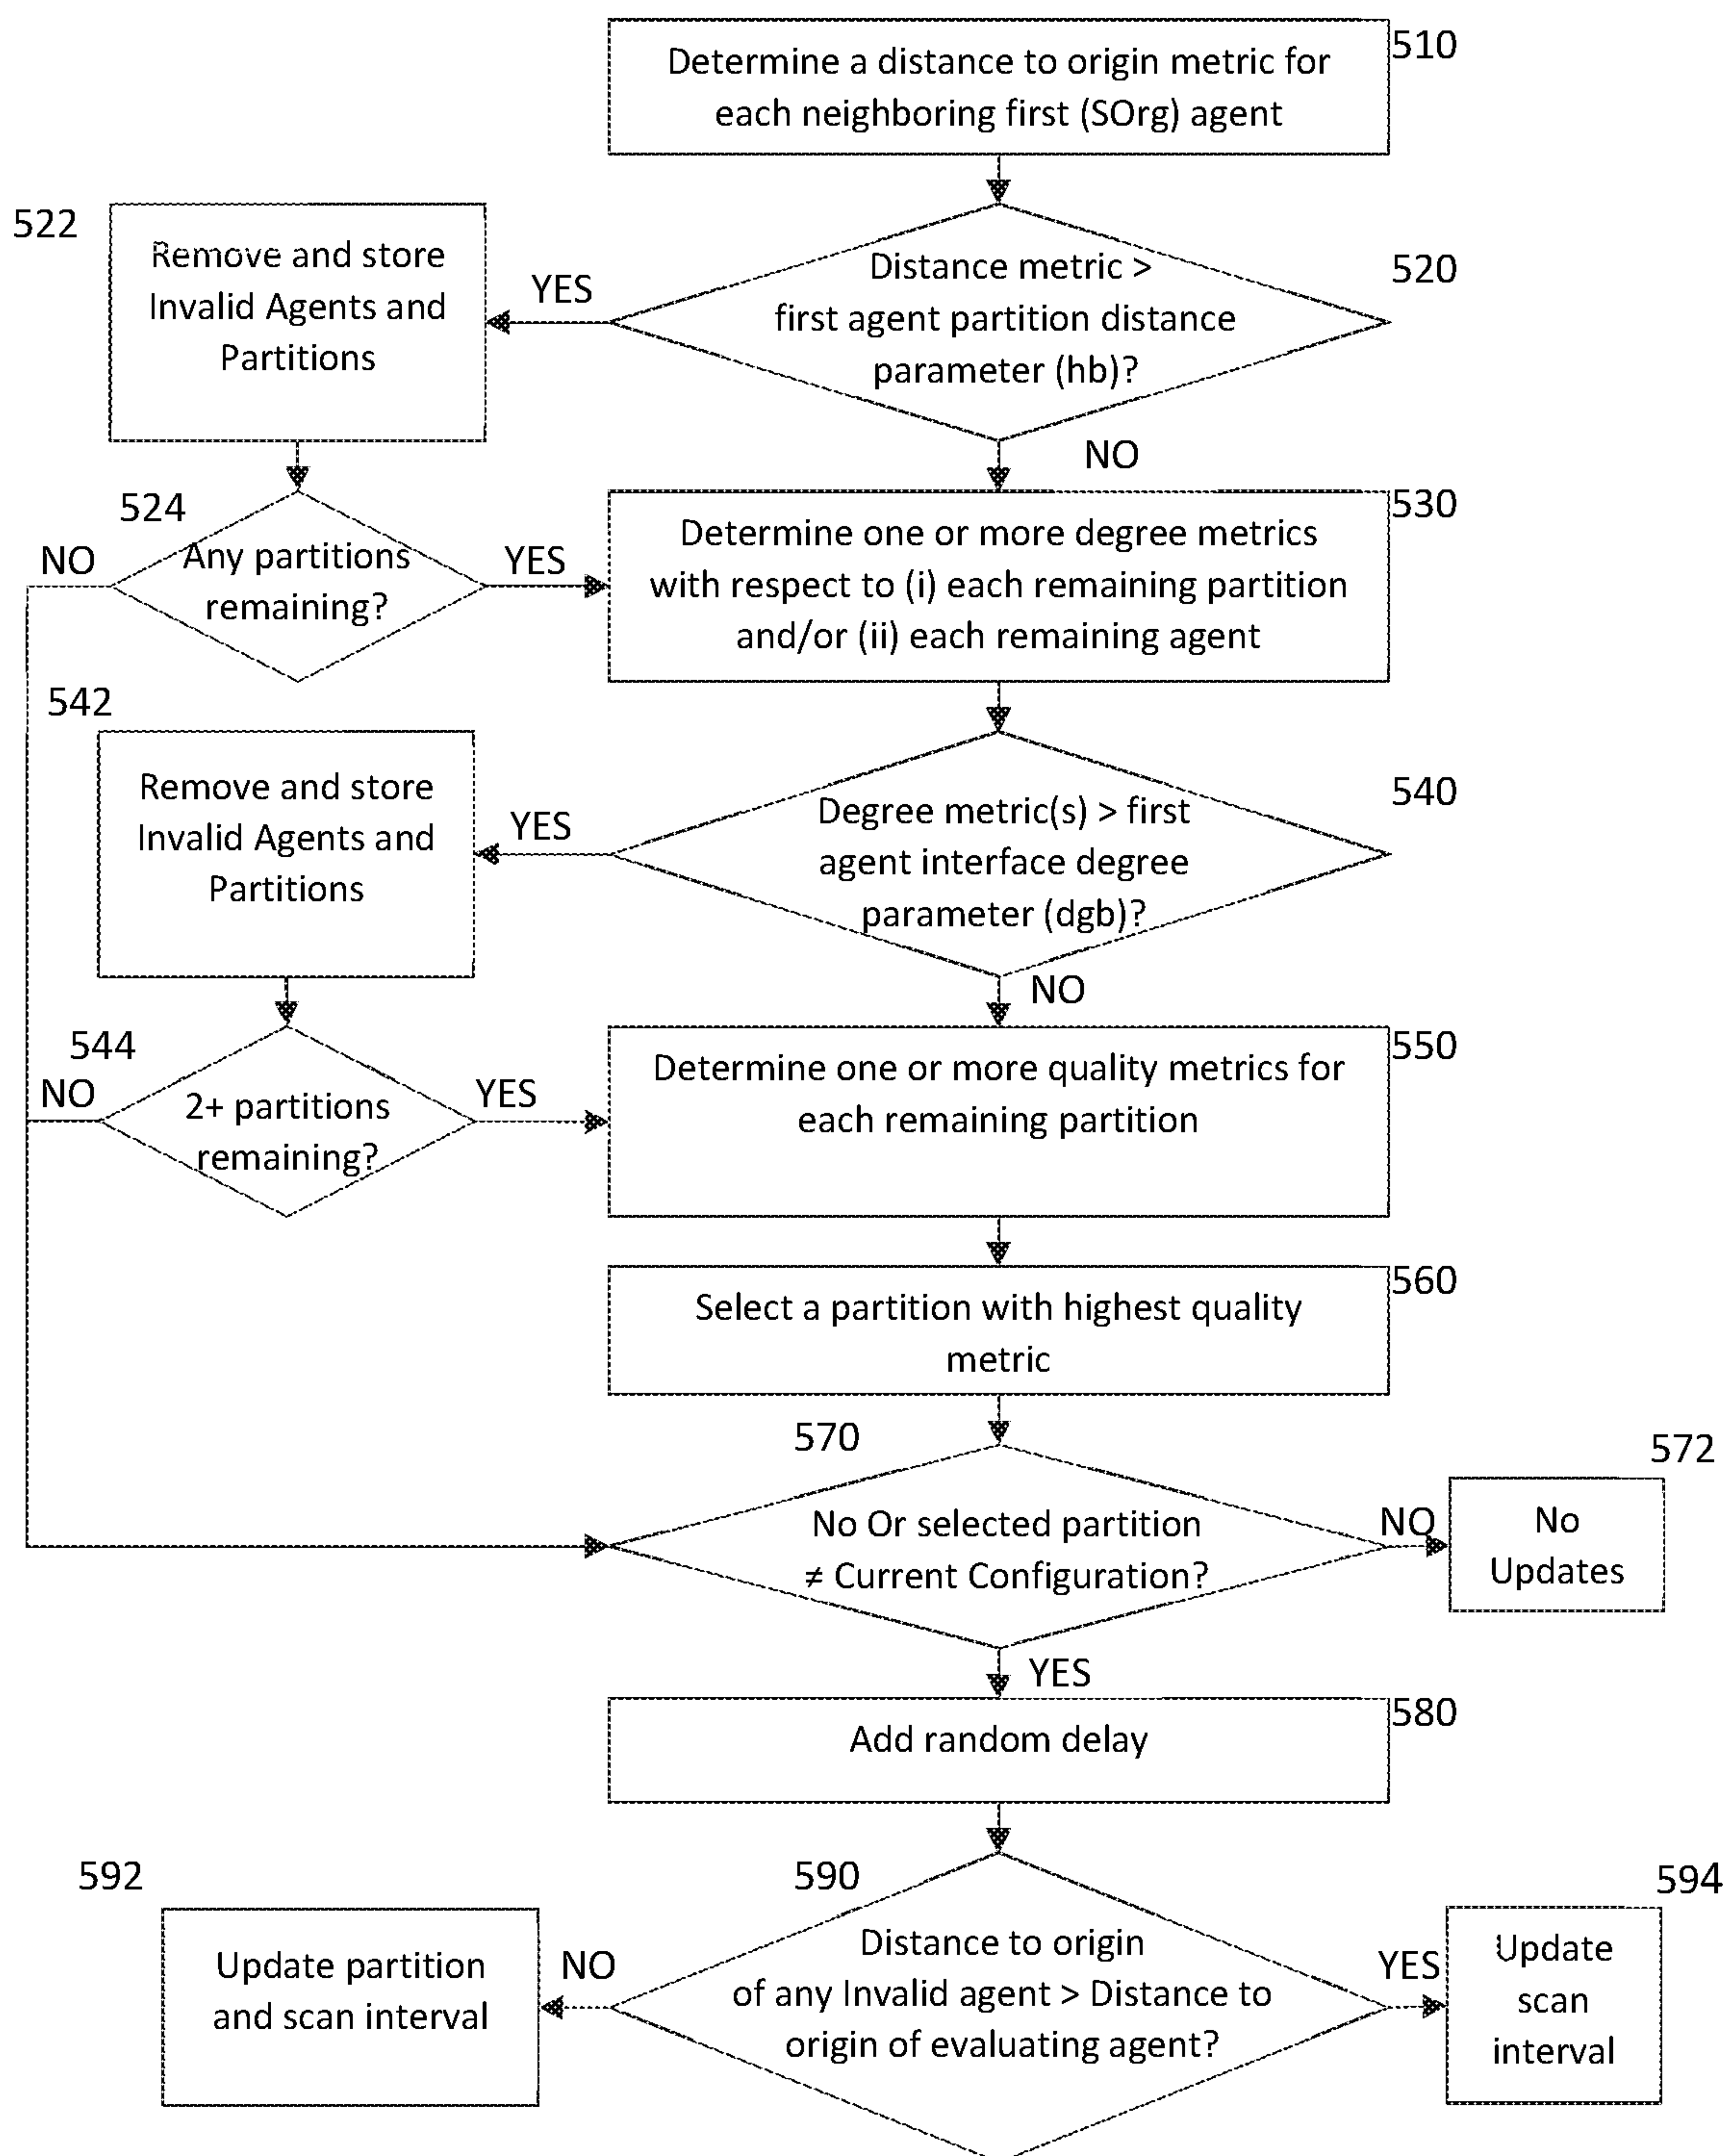 510
Determine a distance to origin metric for
each neighboring first (SOrg) agent
522
Remove and store
Invalid Agents and
Partitions
YES
Distance metric >
first agent partition distance
parameter (hb)?
520
NO
524
NO
Any partitions
remaining?
YES
530
Determine one or more degree metrics
with respect to (i) each remaining partition
and/or (ii) each remaining agent
542
Remove and store
Invalid Agents and
Partitions
YES
Degree metric(s) > first
agent interface degree
parameter (dgb)?
540
NO
544
NO
2+ partitions
remaining?
YES
550
Determine one or more quality metrics for
each remaining partition
560
Select a partition with highest quality
metric
570
No Or selected partition
≠ Current Configuration?
NO
572
No
Updates
YES
580
Add random delay
592
Update partition
and scan interval
NO
590
Distance to origin
of any Invalid agent > Distance to
origin of evaluating agent?
YES
594
Update
scan
interval